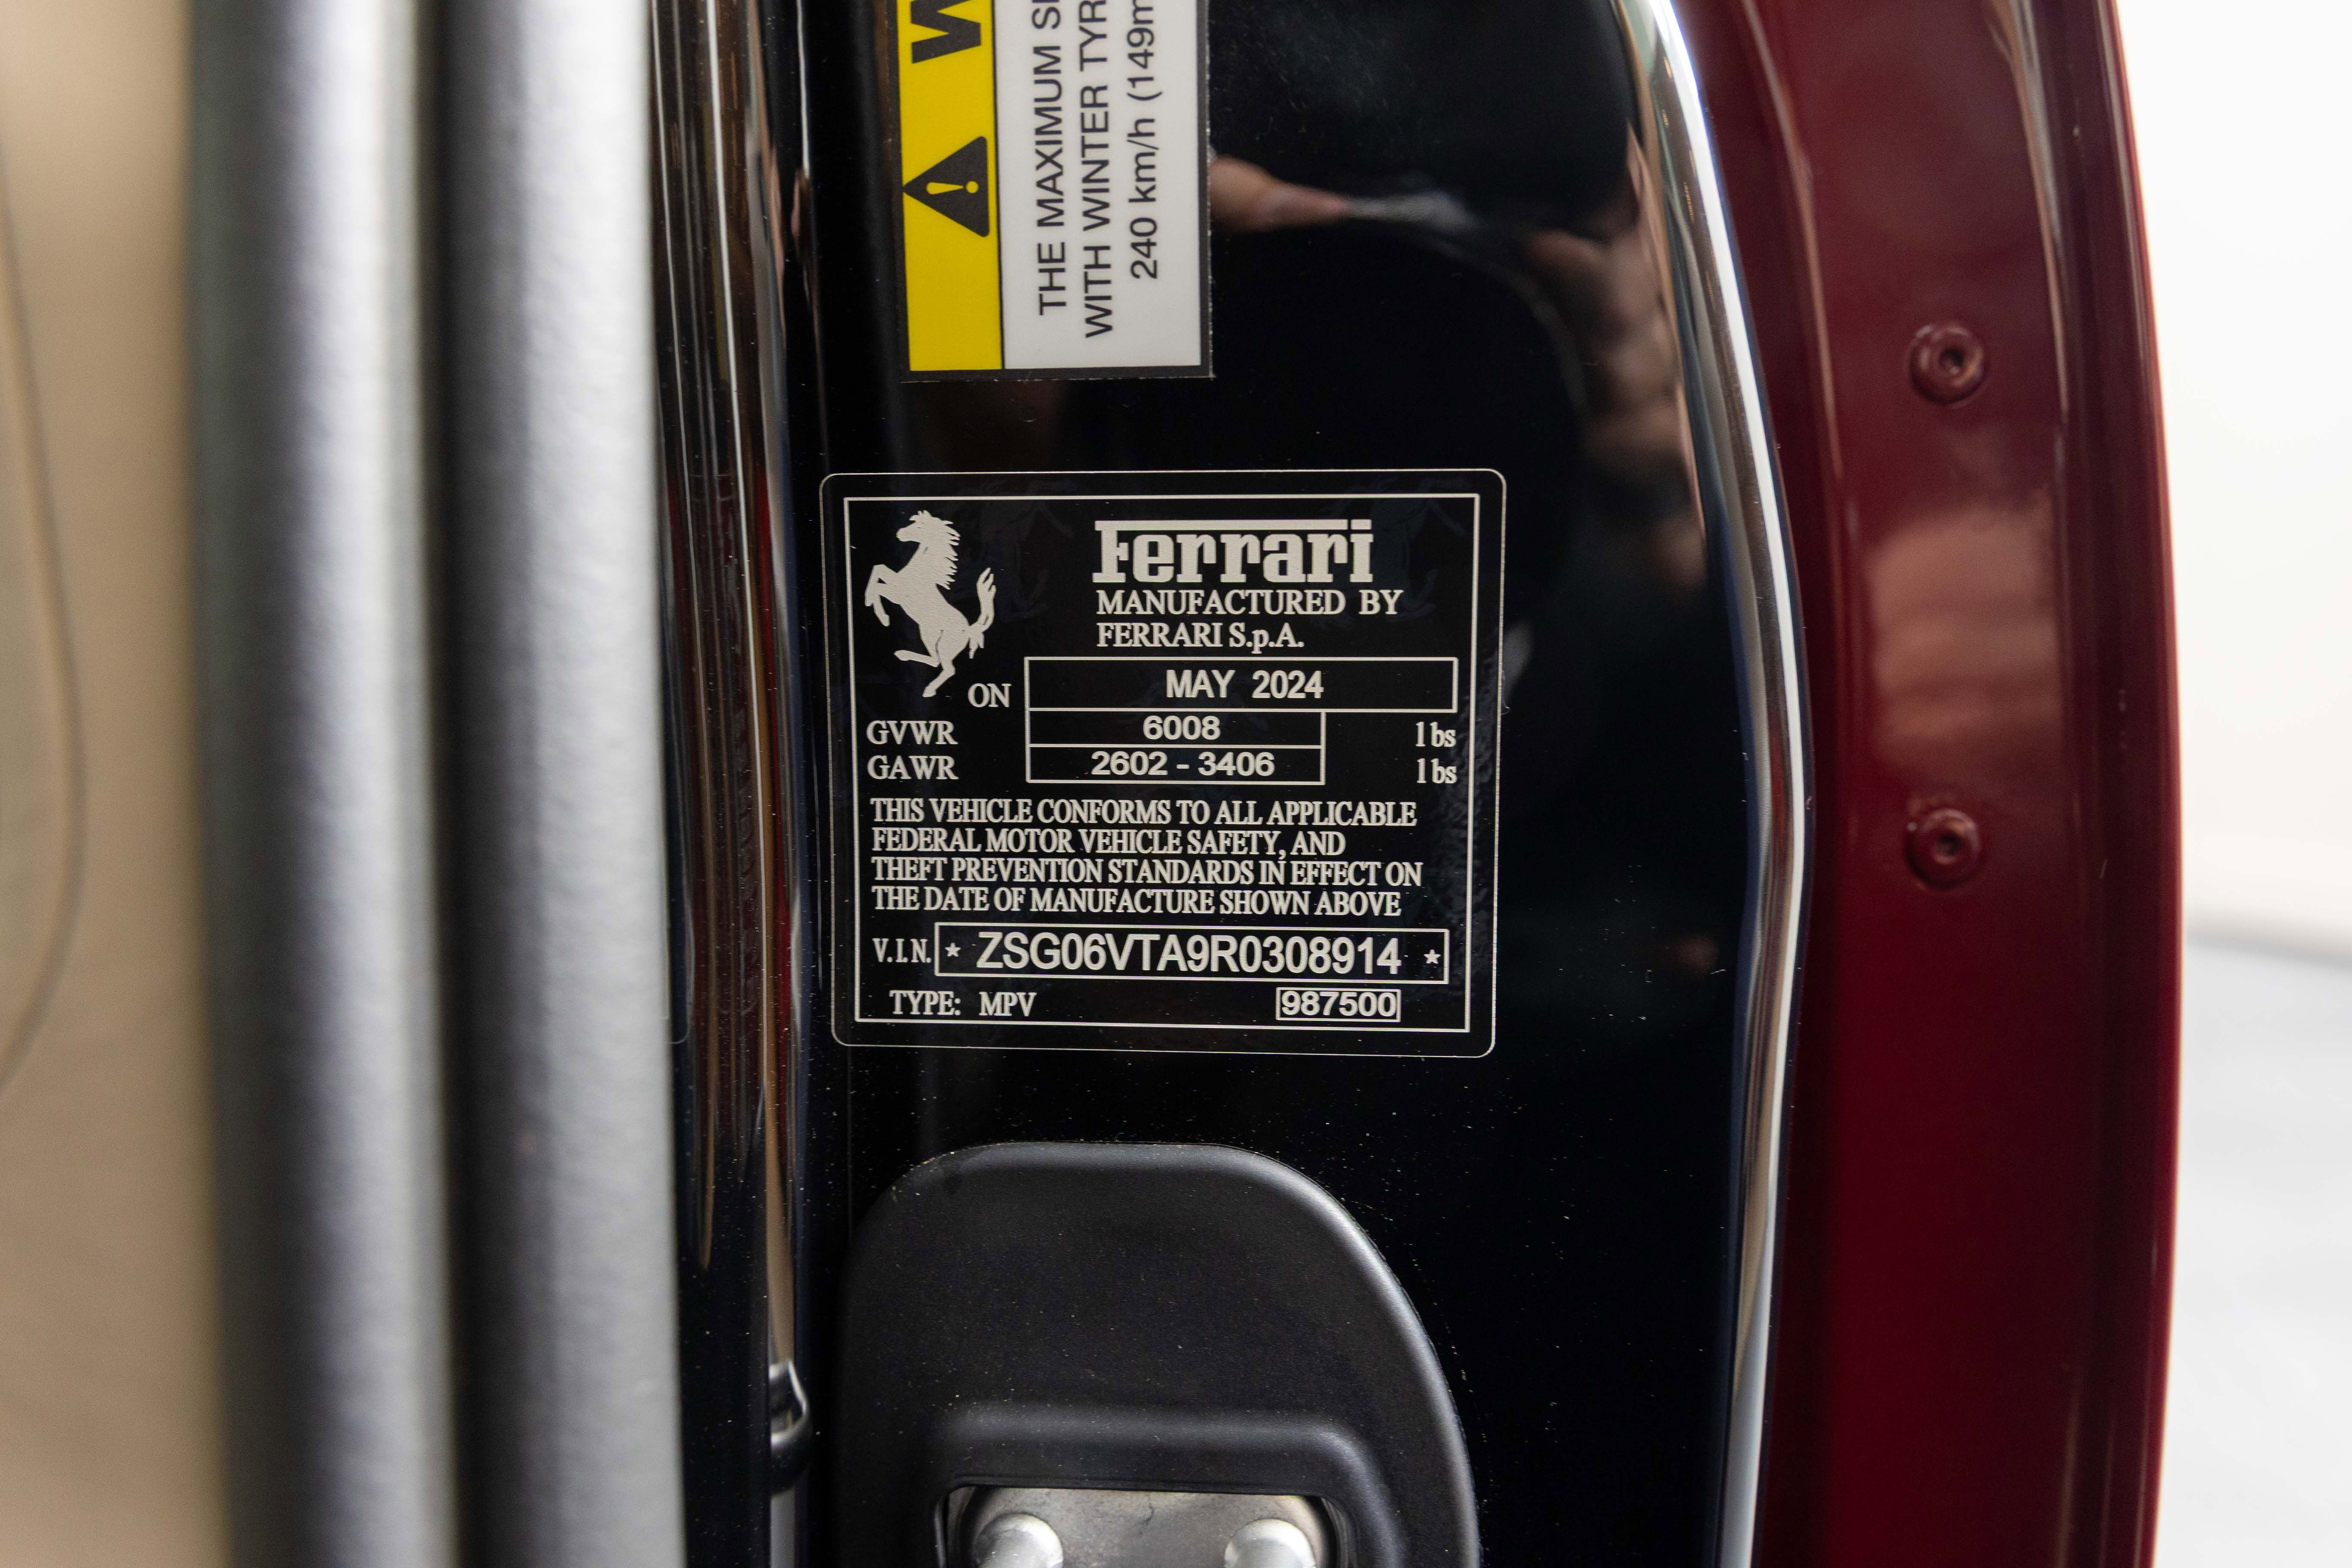 W
THE MAXIMUM
WITH WINTER TYR
240 km/h (149m
Ferrari
MANUFACTURED BY
FERRARI S.p.A.
ON MAY 2024
GVWR 6008 lbs
GAWR 2602 - 3406 lbs
THIS VEHICLE CONFORMS TO ALL APPLICABLE
FEDERAL MOTOR VEHICLE SAFETY, AND
THEFT PREVENTION STANDARDS IN EFFECT ON
THE DATE OF MANUFACTURE SHOWN ABOVE
V.I.N. * ZSG06VTA9R0308914 *
TYPE: MPV 987500